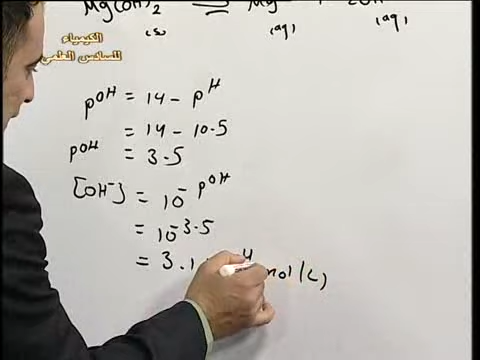 Mg(OH)₂ ⇌ Mg
(s) (aq) (aq)
الكيمياء
للسادس العلمي
pOH = 14 - pH
= 14 - 10.5
pOH = 3.5
[OH⁻] = 10⁻ pOH
= 10⁻3.5
= 3.1 mol/L)